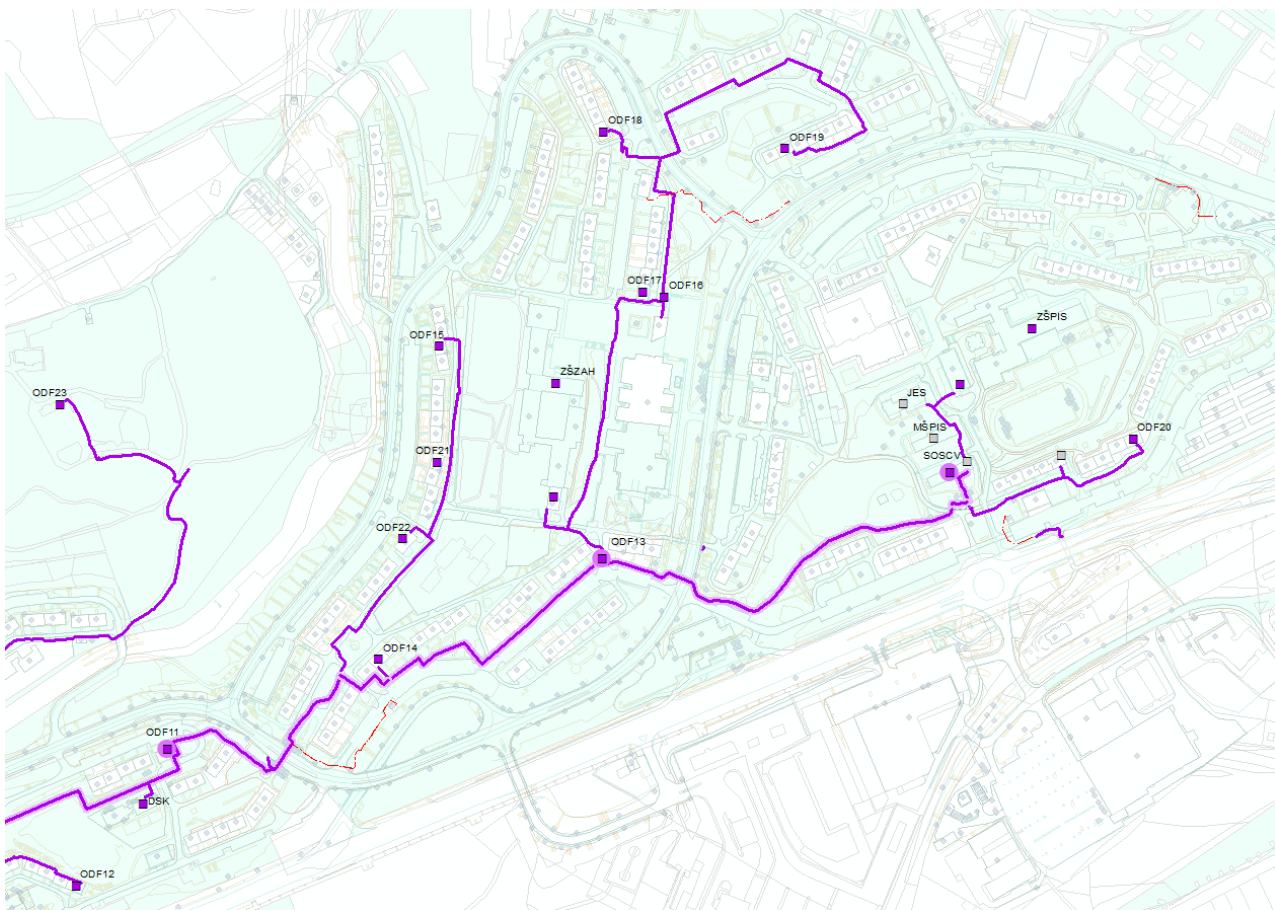 ODF18
ODF19
ODF17
ODF16
ZŠPIS
ODF15
ZŠZAH
ODF23
JES
MŠPIS
ODF20
SOSCV
ODF21
ODF22
ODF13
ODF14
ODF11
DSK
ODF12